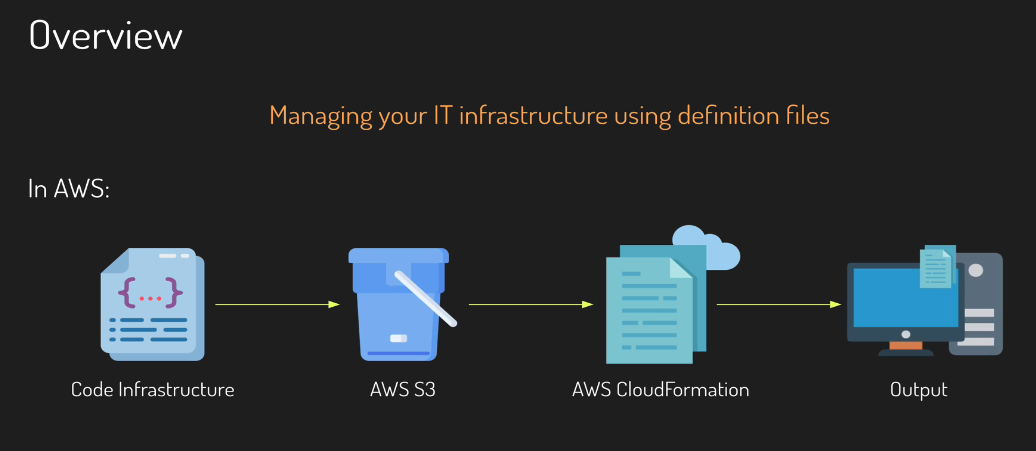 Overview
Managing your IT infrastructure using definition files
In AWS:
{...}
Code Infrastructure
AWS S3
AWS CloudFormation
Output